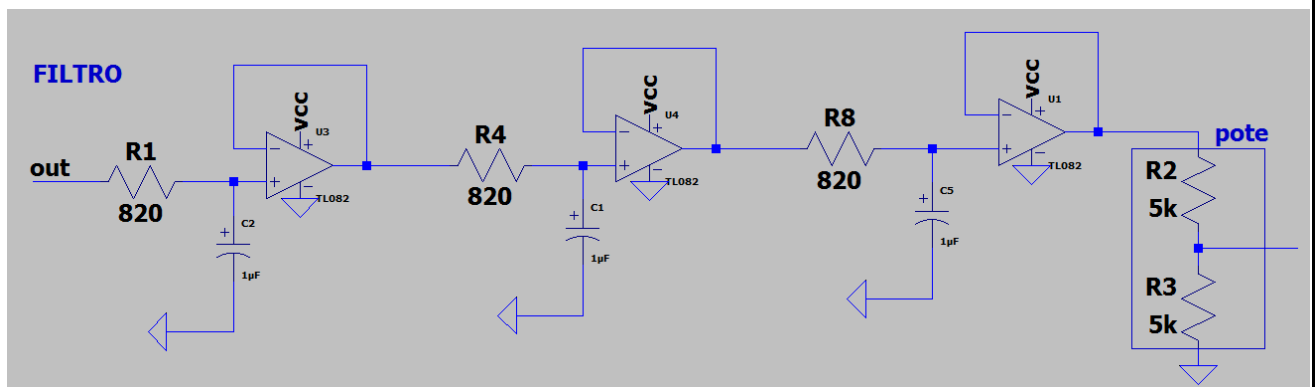 FILTRO
out
R1
820
C2
1µF
VCC
U3
TL082
R4
820
C1
1µF
VCC
U4
TL082
R8
820
C5
1µF
VCC
U1
TL082
pote
R2
5k
R3
5k